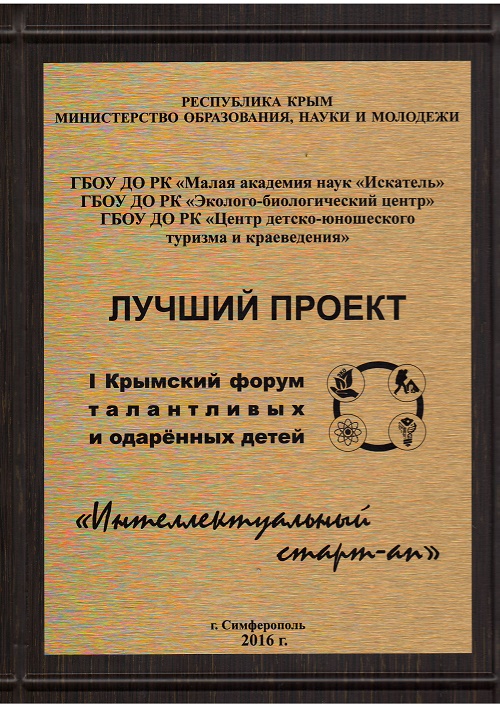 РЕСПУБЛИКА КРЫМ
МИНИСТЕРСТВО ОБРАЗОВАНИЯ, НАУКИ И МОЛОДЕЖИ
ГБОУ ДО РК «Малая академия наук «Искатель»
ГБОУ ДО РК «Эколого-биологический центр»
ГБОУ ДО РК «Центр детско-юношеского
туризма и краеведения»
ЛУЧШИЙ ПРОЕКТ
I Крымский форум
талантливых
и одарённых детей
«Интеллектуальный
старт-ап»
г. Симферополь
2016 г.